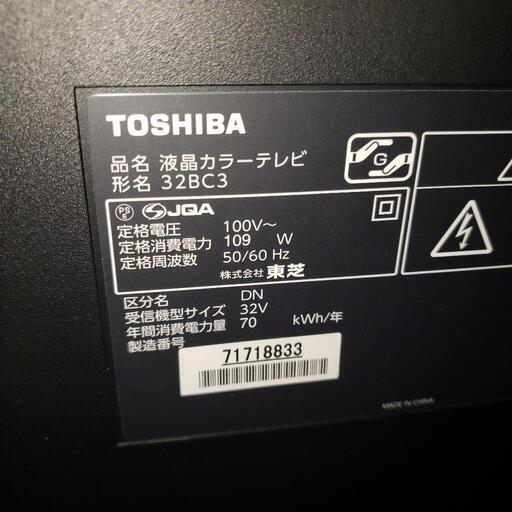 TOSHIBA
品名 液晶カラーテレビ
形名 32BC3
G
PS
E
JQA
定格電圧 100V～
定格消費電力 109 W
定格周波数 50/60 Hz
株式会社 東芝
区分名 DN
受信機型サイズ 32V
年間消費電力量 70 kWh/年
製造番号
71718833
MADE IN CHINA